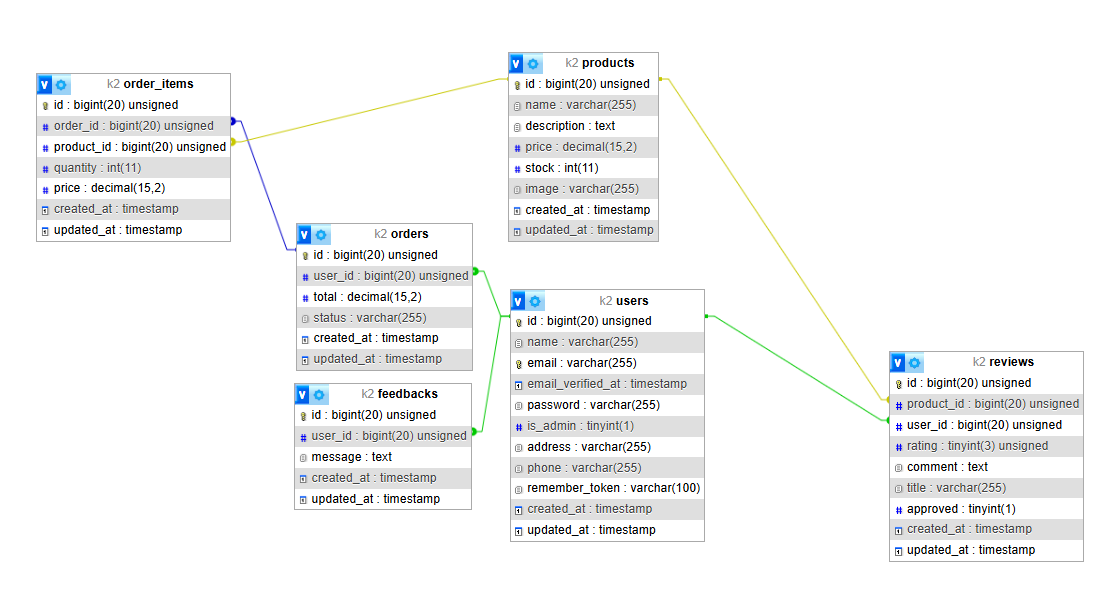 k2 order_items
id : bigint(20) unsigned
order_id : bigint(20) unsigned
product_id : bigint(20) unsigned
quantity : int(11)
price : decimal(15,2)
created_at : timestamp
updated_at : timestamp
k2 products
id : bigint(20) unsigned
name : varchar(255)
description : text
price : decimal(15,2)
stock : int(11)
image : varchar(255)
created_at : timestamp
updated_at : timestamp
k2 orders
id : bigint(20) unsigned
user_id : bigint(20) unsigned
total : decimal(15,2)
status : varchar(255)
created_at : timestamp
updated_at : timestamp
k2 feedbacks
id : bigint(20) unsigned
user_id : bigint(20) unsigned
message : text
created_at : timestamp
updated_at : timestamp
k2 users
id : bigint(20) unsigned
name : varchar(255)
email : varchar(255)
email_verified_at : timestamp
password : varchar(255)
is_admin : tinyint(1)
address : varchar(255)
phone : varchar(255)
remember_token : varchar(100)
created_at : timestamp
updated_at : timestamp
k2 reviews
id : bigint(20) unsigned
product_id : bigint(20) unsigned
user_id : bigint(20) unsigned
rating : tinyint(3) unsigned
comment : text
title : varchar(255)
approved : tinyint(1)
created_at : timestamp
updated_at : timestamp